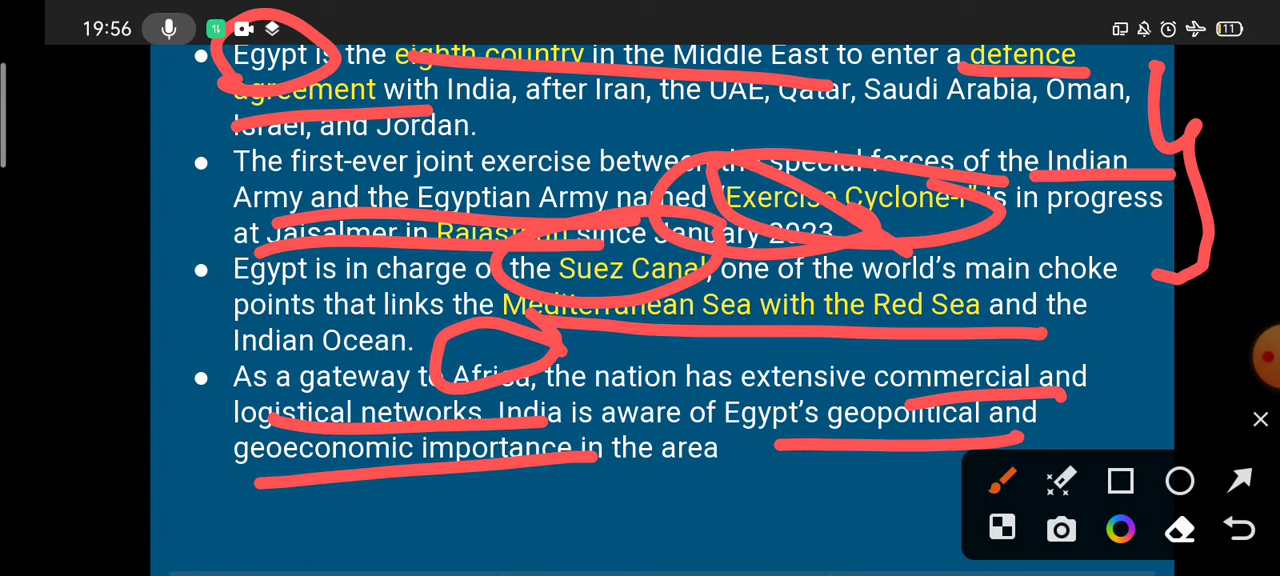 19:56
11
● Egypt is the eighth country in the Middle East to enter a defence
agreement with India, after Iran, the UAE, Qatar, Saudi Arabia, Oman,
Israel, and Jordan.
● The first-ever joint exercise between the special forces of the Indian
Army and the Egyptian Army named “Exercise Cyclone-I” is in progress
at Jaisalmer in Rajasthan since January 2023.
● Egypt is in charge of the Suez Canal, one of the world’s main choke
points that links the Mediterranean Sea with the Red Sea and the
Indian Ocean.
● As a gateway to Africa, the nation has extensive commercial and
logistical networks. India is aware of Egypt’s geopolitical and
geoeconomic importance in the area